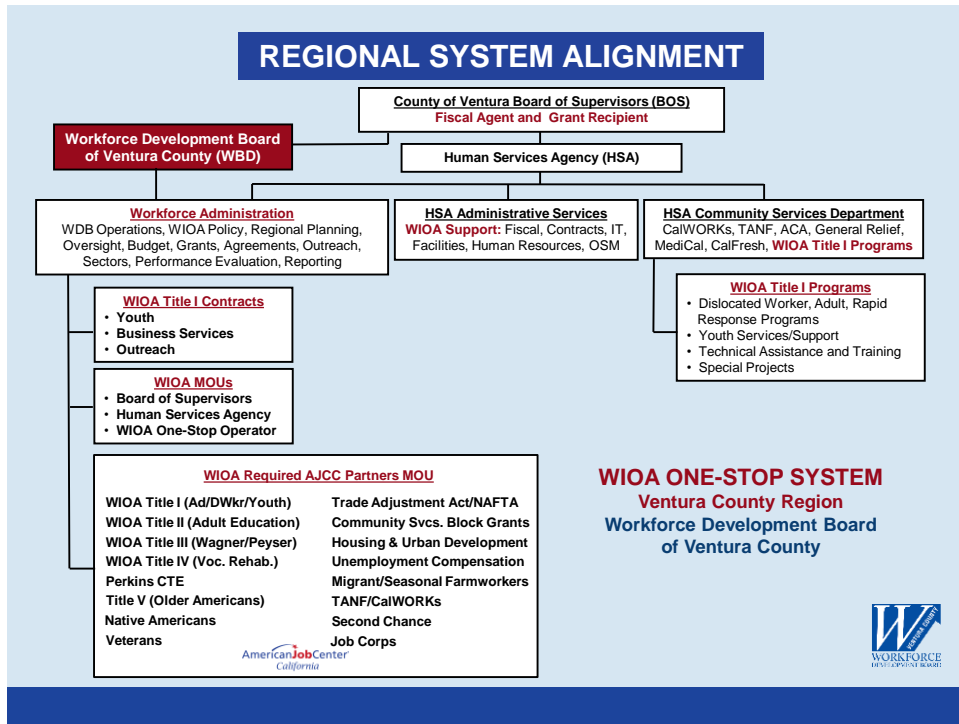 REGIONAL SYSTEM ALIGNMENT
County of Ventura Board of Supervisors (BOS)
Fiscal Agent and Grant Recipient
Workforce Development Board
of Ventura County (WBD)
Human Services Agency (HSA)
Workforce Administration
WDB Operations, WIOA Policy, Regional Planning,
Oversight, Budget, Grants, Agreements, Outreach,
Sectors, Performance Evaluation, Reporting
HSA Administrative Services
WIOA Support: Fiscal, Contracts, IT,
Facilities, Human Resources, OSM
HSA Community Services Department
CalWORKs, TANF, ACA, General Relief,
MediCal, CalFresh, WIOA Title I Programs
WIOA Title I Contracts
• Youth
• Business Services
• Outreach
WIOA Title I Programs
• Dislocated Worker, Adult, Rapid
Response Programs
• Youth Services/Support
• Technical Assistance and Training
• Special Projects
WIOA MOUs
• Board of Supervisors
• Human Services Agency
• WIOA One-Stop Operator
WIOA Required AJCC Partners MOU
WIOA Title I (Ad/DWkr/Youth)
WIOA Title II (Adult Education)
WIOA Title III (Wagner/Peyser)
WIOA Title IV (Voc. Rehab.)
Perkins CTE
Title V (Older Americans)
Native Americans
Veterans
Trade Adjustment Act/NAFTA
Community Svcs. Block Grants
Housing & Urban Development
Unemployment Compensation
Migrant/Seasonal Farmworkers
TANF/CalWORKs
Second Chance
Job Corps
AmericanJobCenter
California
WIOA ONE-STOP SYSTEM
Ventura County Region
Workforce Development Board
of Ventura County
VENTURA COUNTY
WORKFORCE
DEVELOPMENT BOARD